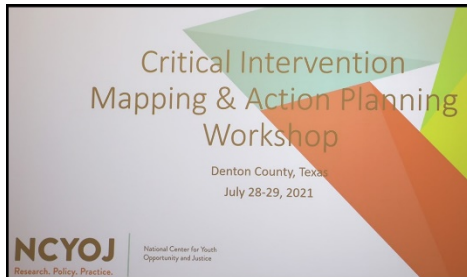 Critical Intervention
Mapping & Action Planning
Workshop
Denton County, Texas
July 28-29, 2021
NCYOJ
Research. Policy. Practice.
National Center for Youth
Opportunity and Justice